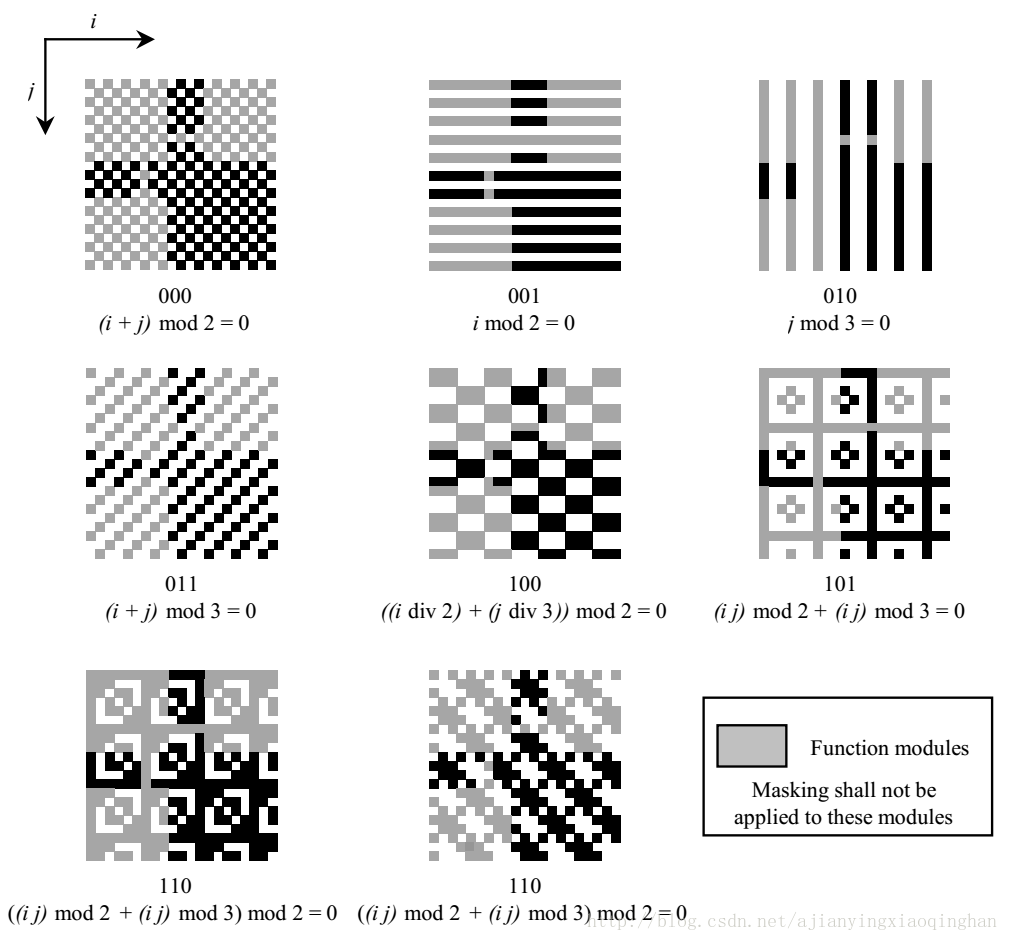 i
j
000
001
010
(i + j) mod 2 = 0
i mod 2 = 0
j mod 3 = 0
011
100
101
(i + j) mod 3 = 0
((i div 2) + (j div 3)) mod 2 = 0
(i j) mod 2 + (i j) mod 3 = 0
Function modules
Masking shall not be
applied to these modules
110
110
((i j) mod 2 + (i j) mod 3) mod 2 = 0
((i j) mod 2 + (i j) mod 3) mod 2 = 0
http://blog.csdn.net/ajianyingxiaoqinghan